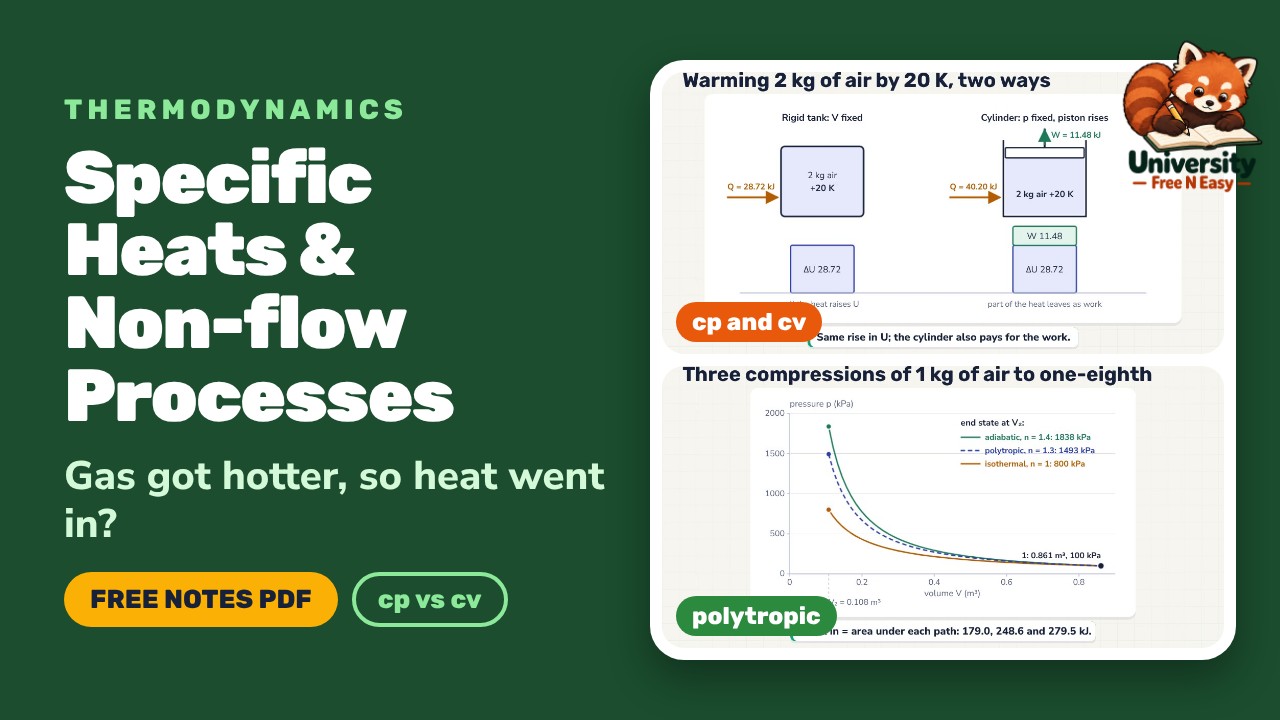 THERMODYNAMICS
Specific
Heats &
Non-flow
Processes
Gas got hotter, so heat went
in?
FREE NOTES PDF
cp vs cv
Warming 2 kg of air by 20 K, two ways
Rigid tank: V fixed
Cylinder: p fixed, piston rises
W = 11.48 kJ
Q = 28.72 kJ
2 kg air
+20 K
Q = 40.20 kJ
2 kg air +20 K
W 11.48
ΔU 28.72
ΔU 28.72
heat raises U
part of the heat leaves as work
cp and cv
Same rise in U; the cylinder also pays for the work.
University
Free N Easy
Three compressions of 1 kg of air to one-eighth
pressure p (kPa)
2000
1500
1000
500
0
end state at V₂:
adiabatic, n = 1.4: 1838 kPa
polytropic, n = 1.3: 1493 kPa
isothermal, n = 1: 800 kPa
1: 0.861 m³, 100 kPa
0
0.2
0.4
0.6
0.8
volume V (m³)
V₂ = 0.108 m³
polytropic
in = area under each path: 179.0, 248.6 and 279.5 kJ.